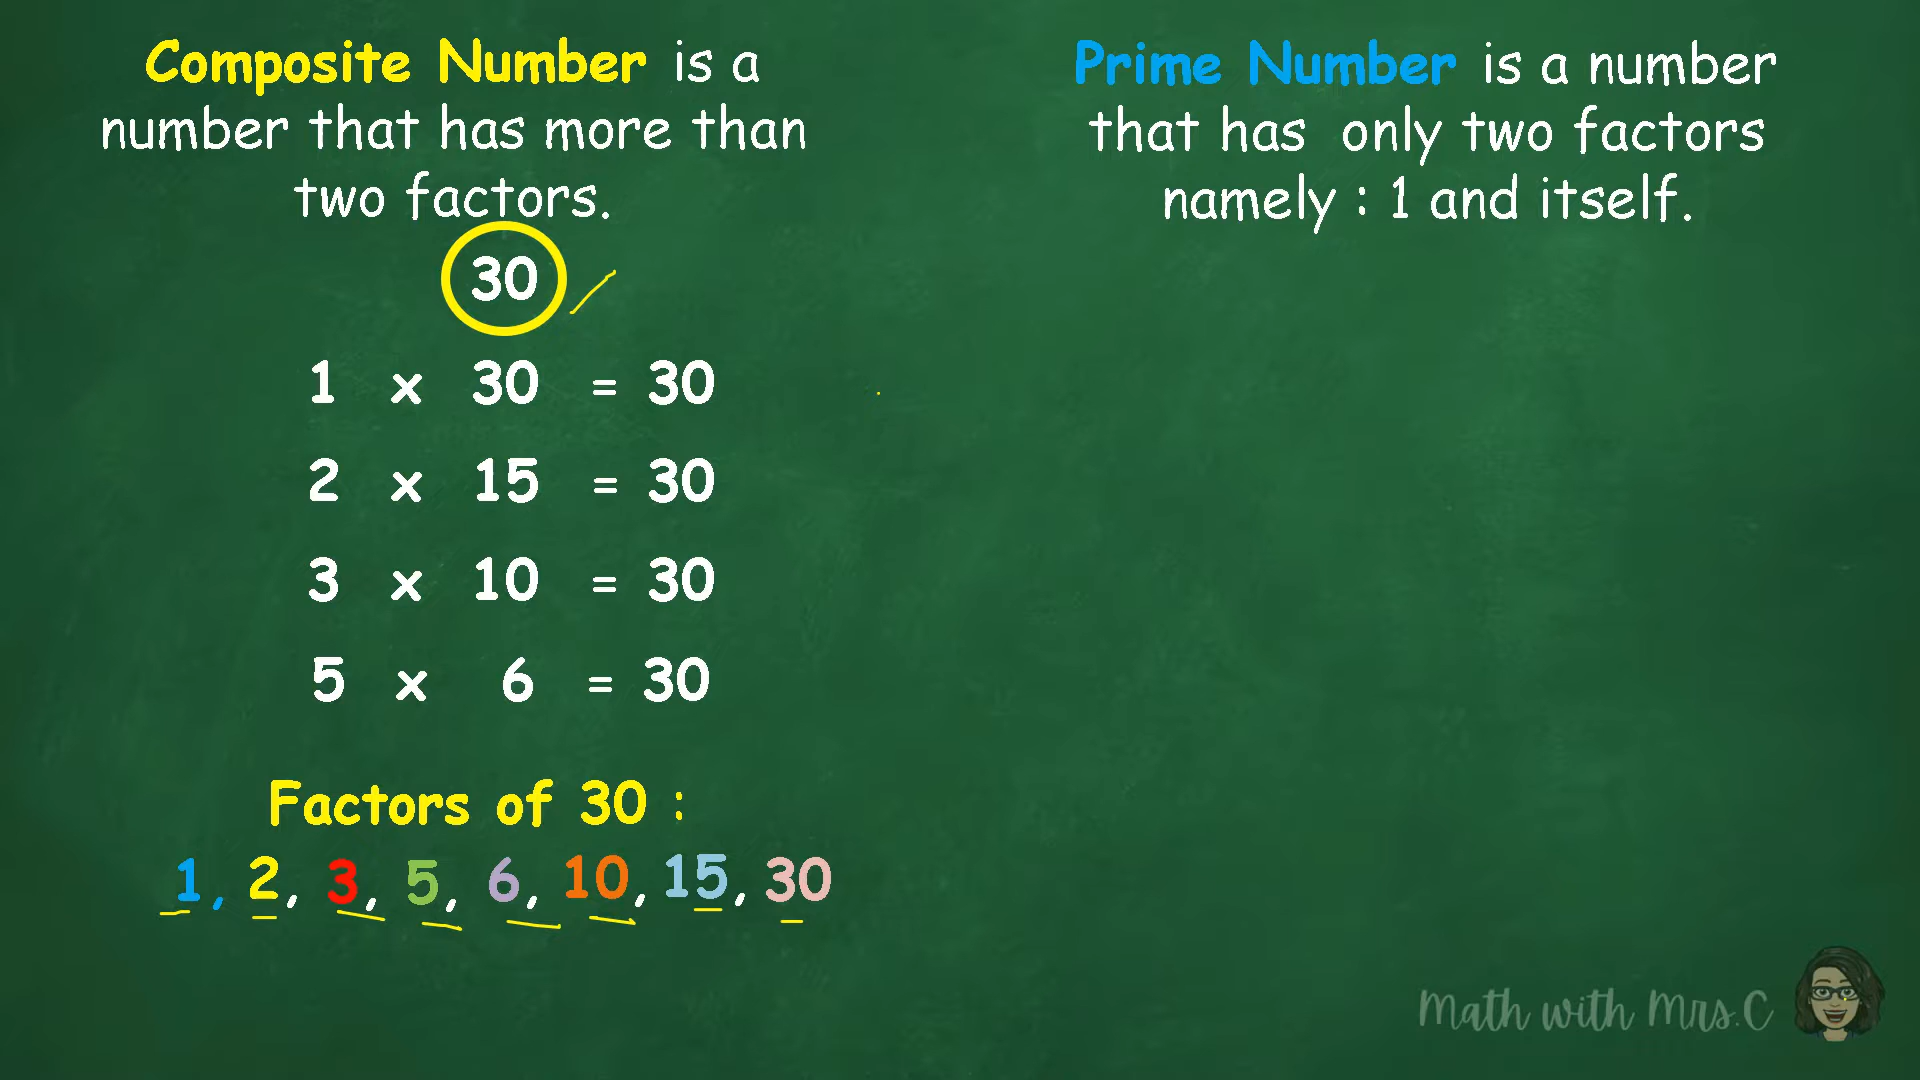 Composite Number is a
number that has more than
two factors.
30
1 x 30 = 30
2 x 15 = 30
3 x 10 = 30
5 x 6 = 30
Factors of 30 :
1, 2, 3, 5, 6, 10, 15, 30
Prime Number is a number
that has only two factors
namely : 1 and itself.
Math with Mrs.C